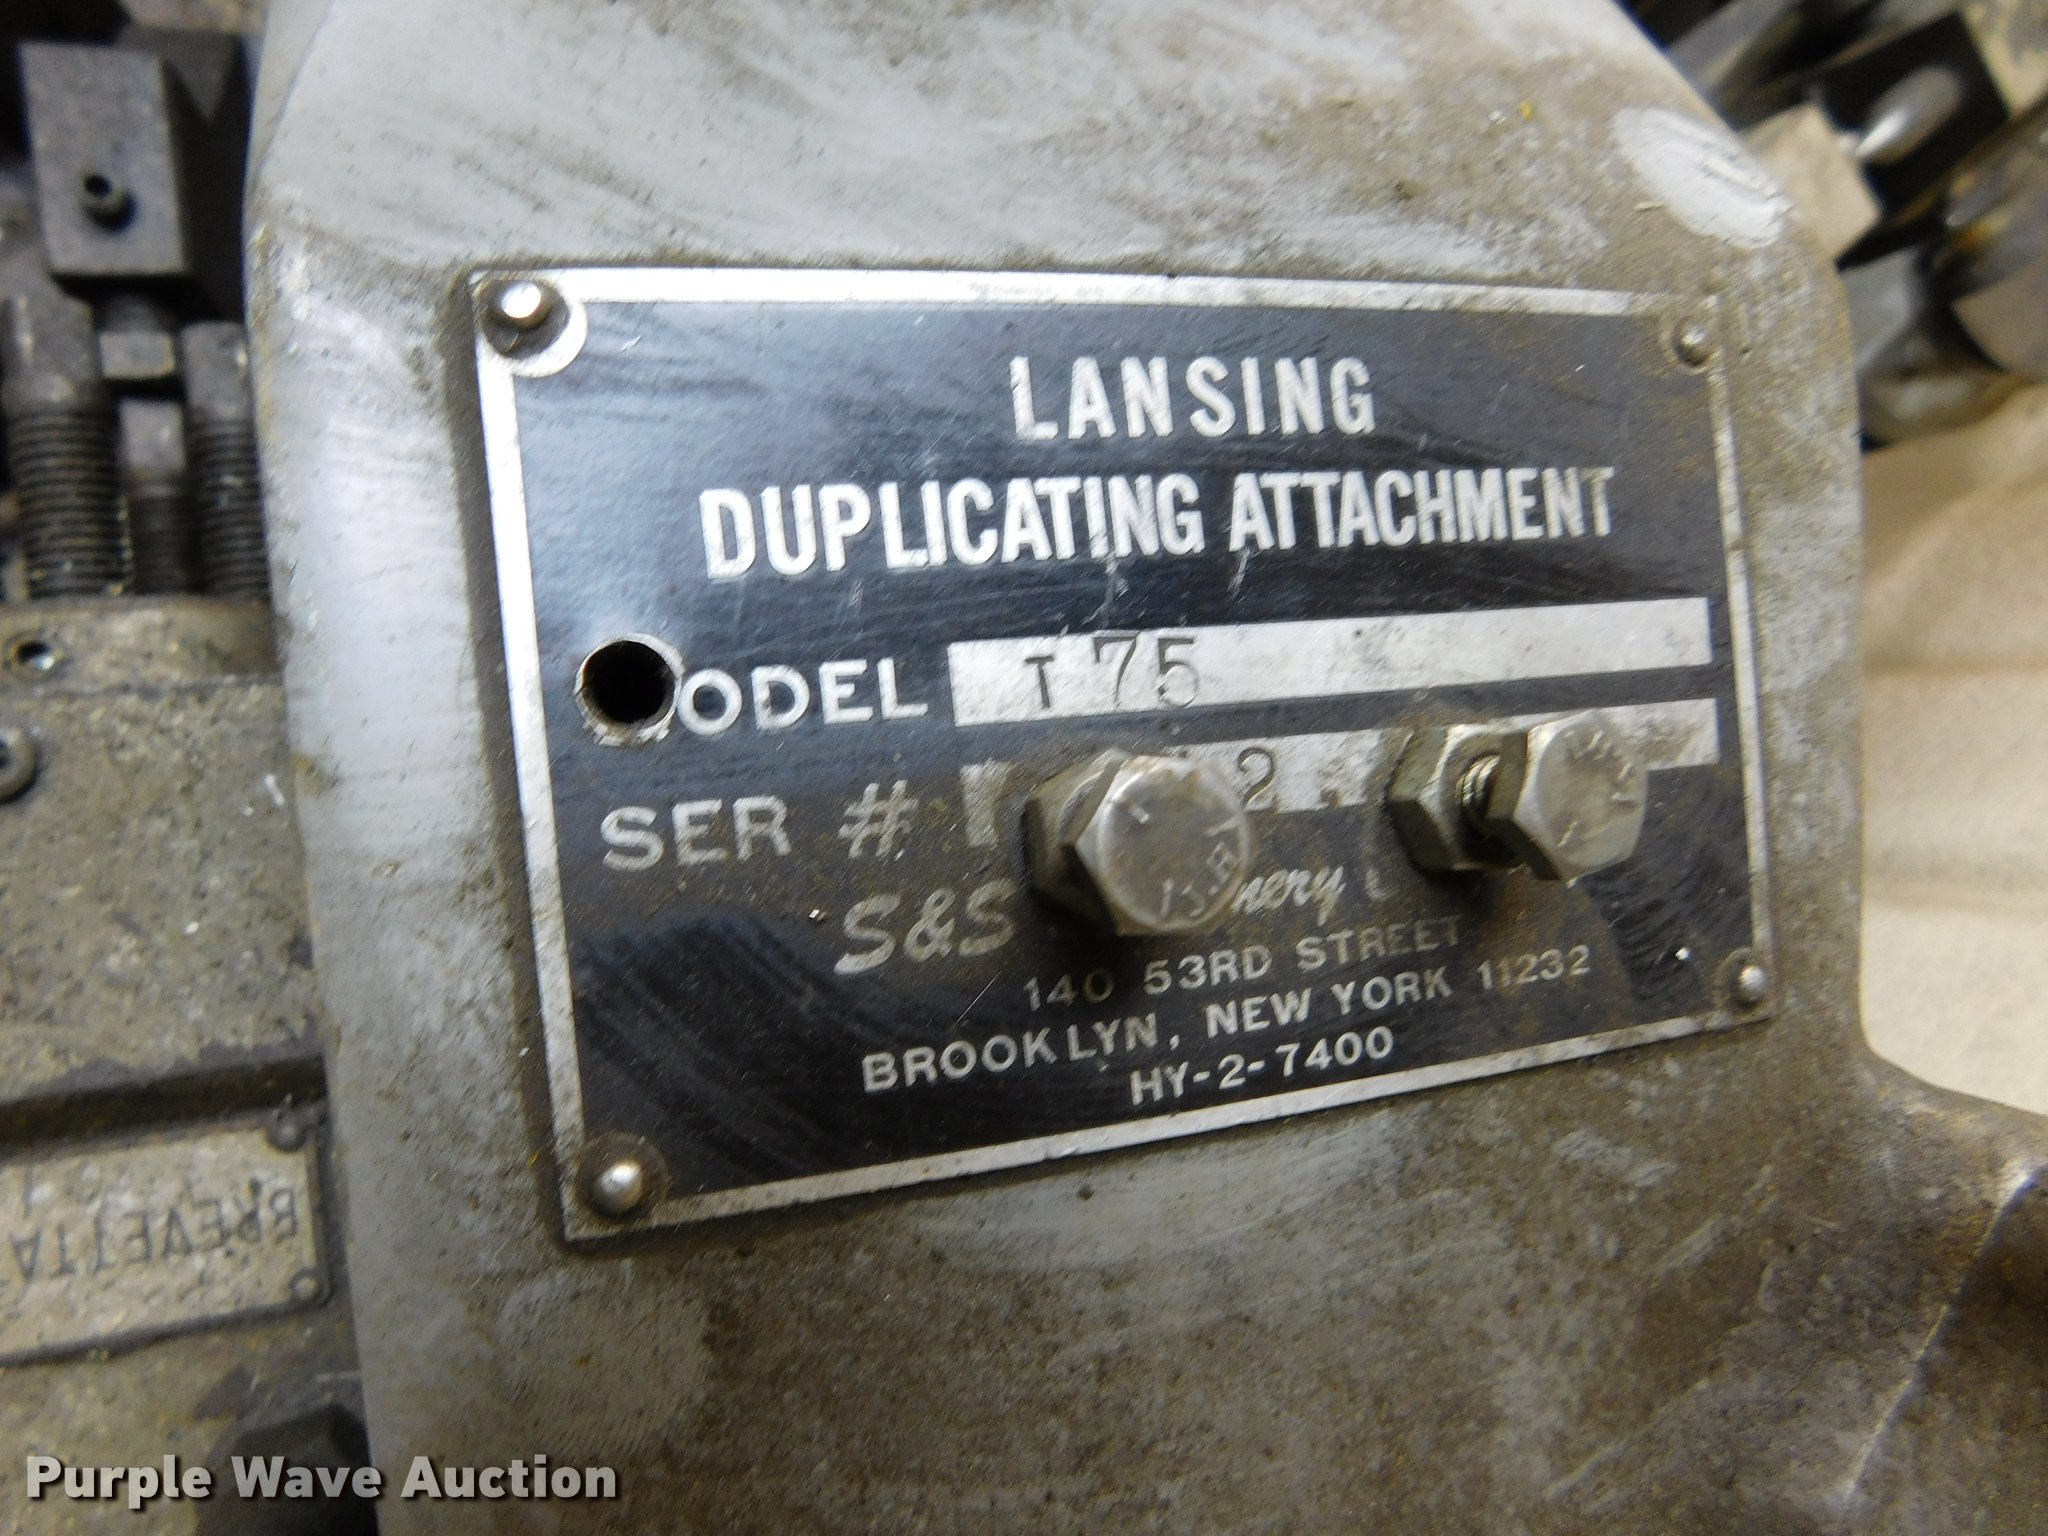 LANSING
DUPLICATING ATTACHMENT
ODEL T 75
SER # 2
S&S
140 53RD STREET
BROOKLYN, NEW YORK 11232
HY-2-7400
BREVETTA
Purple Wave Auction